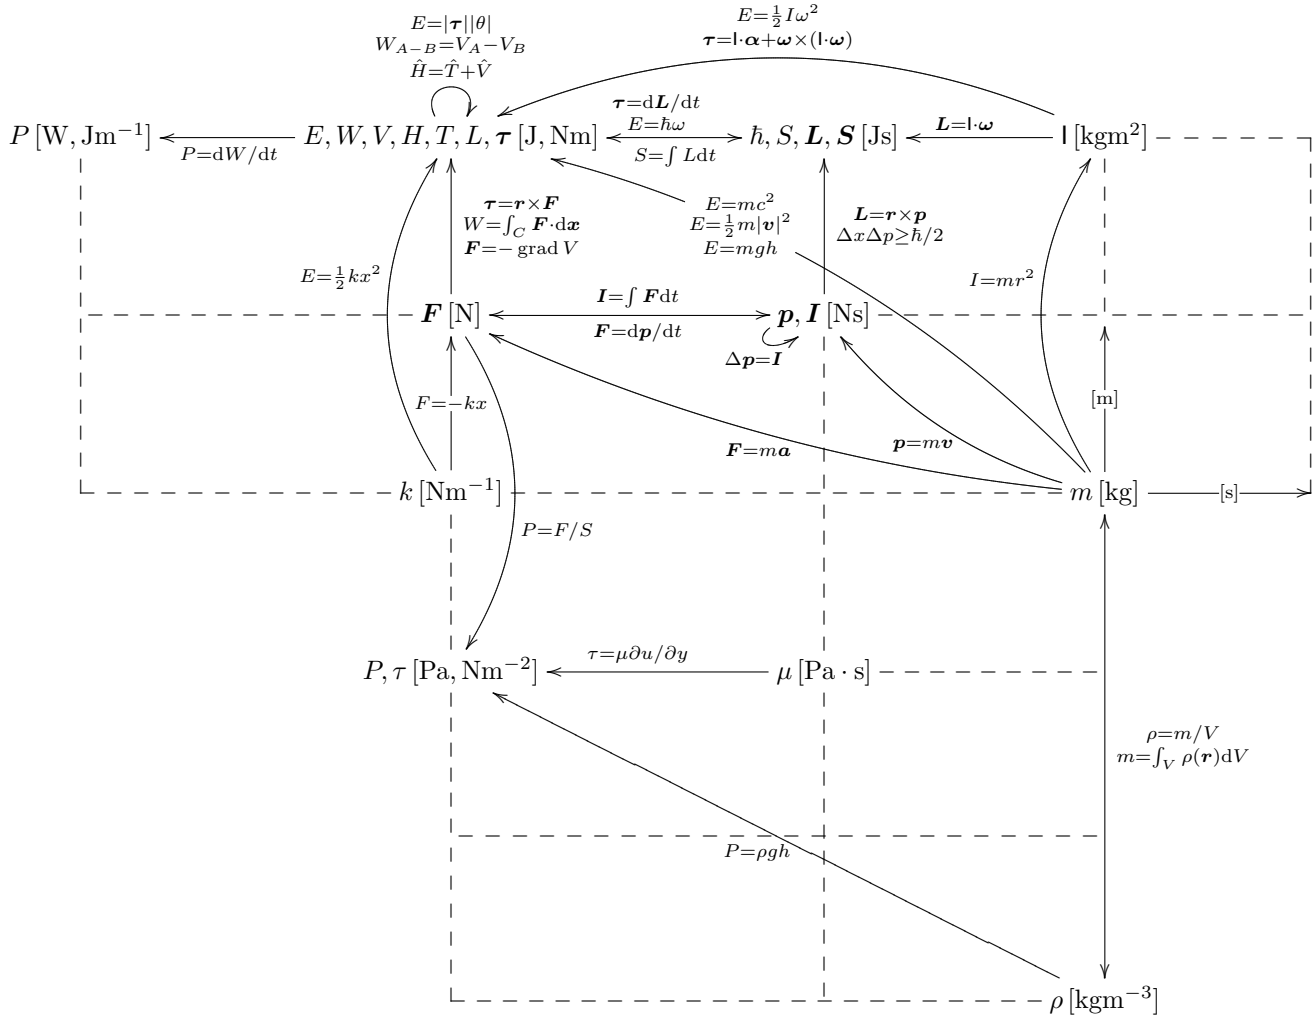 E=|τ||θ|
W_{A−B}=V_A−V_B
Ĥ=T̂+V̂
E=½Iω²
τ=I·α+ω×(I·ω)
P [W, Jm⁻¹]
P=dW/dt
E, W, V, H, T, L, τ [J, Nm]
τ=dL/dt
E=ħω
S=∫ Ldt
ħ, S, L, S [Js]
L=I·ω
I [kgm²]
τ=r×F
W=∫_C F·dx
F=− grad V
E=mc²
E=½m|v|²
E=mgh
L=r×p
ΔxΔp≥ħ/2
E=½kx²
I=mr²
F [N]
I=∫ Fdt
F=dp/dt
p, I [Ns]
Δp=I
F=−kx
[m]
F=ma
p=mv
k [Nm⁻¹]
m [kg]
[s]
P=F/S
P, τ [Pa, Nm⁻²]
τ=μ∂u/∂y
μ [Pa · s]
ρ=m/V
m=∫_V ρ(r)dV
P=ρgh
ρ [kgm⁻³]